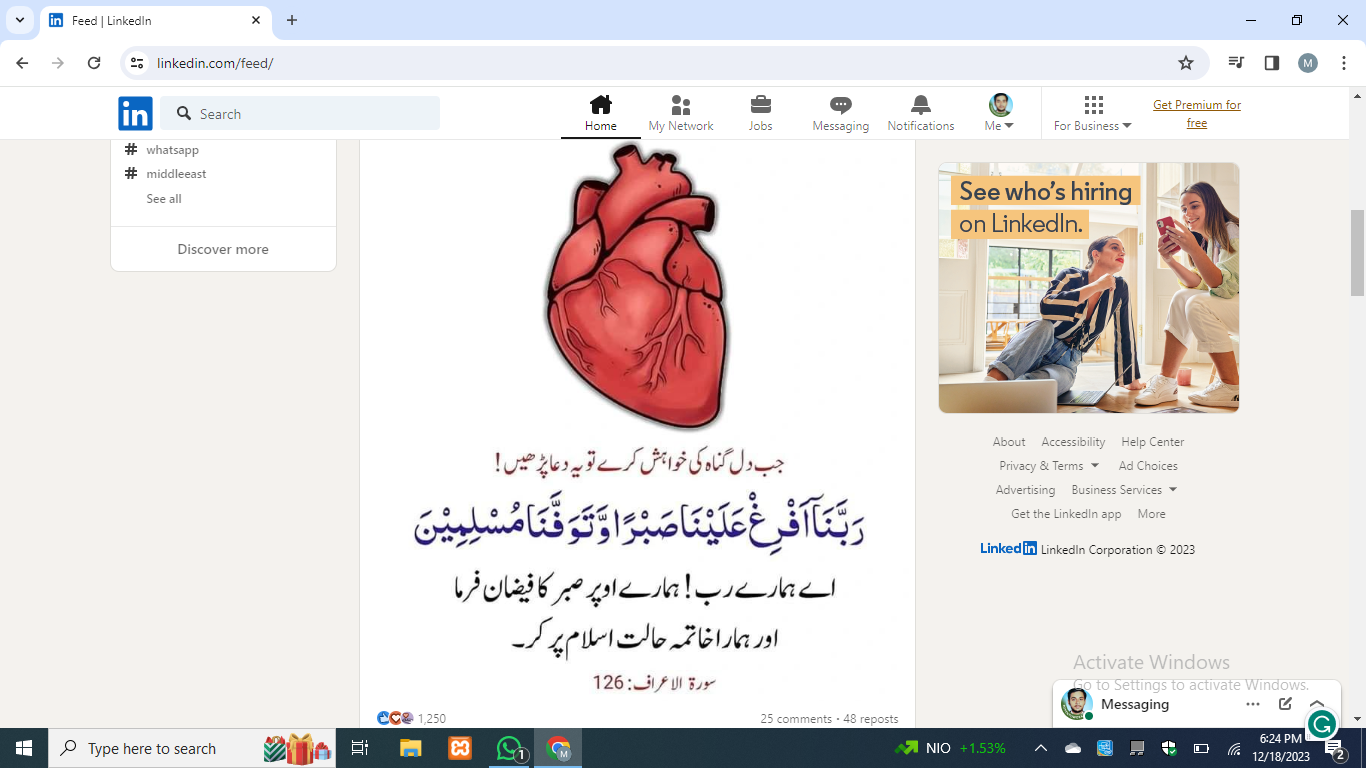 Feed | LinkedIn
linkedin.com/feed/
M
in
Search
Home
My Network
Jobs
Messaging
Notifications
Me
For Business
Get Premium for
free
# whatsapp
# middleeast
See all
Discover more
جب دل گناہ کی خواہش کرے تو یہ دعا پڑھیں!
رَبَّنَآ اَفْرِغْ عَلَيْنَا صَبْرًا وَّتَوَفَّنَا مُسْلِمِيْنَ
اے ہمارے رب! ہمارے اوپر صبر کا فیضان فرما
اور ہمارا خاتمہ حالت اسلام پر کر۔
سورۃ الاعراف: 126
1,250
25 comments • 48 reposts
See who's hiring
on LinkedIn.
About Accessibility Help Center
Privacy & Terms Ad Choices
Advertising Business Services
Get the LinkedIn app More
LinkedIn LinkedIn Corporation © 2023
Activate Windows
Go to Settings to activate Windows.
Messaging
Type here to search
1
M
NIO +1.53%
6:24 PM
12/18/2023
2